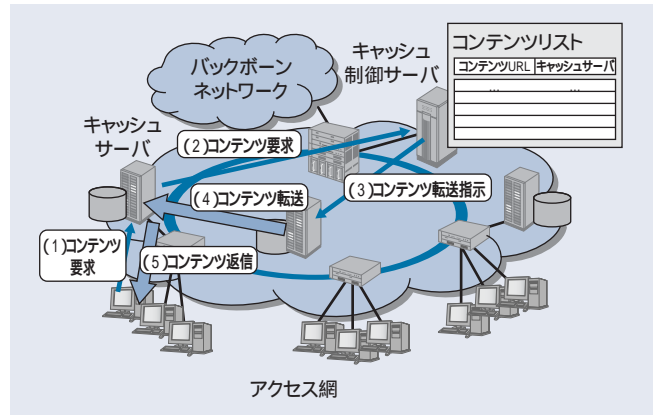 バックボーン
ネットワーク
キャッシュ
制御サーバ
コンテンツリスト
コンテンツURL キャッシュサーバ
… …
キャッシュ
サーバ
(2)コンテンツ要求
(3)コンテンツ転送指示
(4)コンテンツ転送
(1)コンテンツ
要求
(5)コンテンツ返信
アクセス網